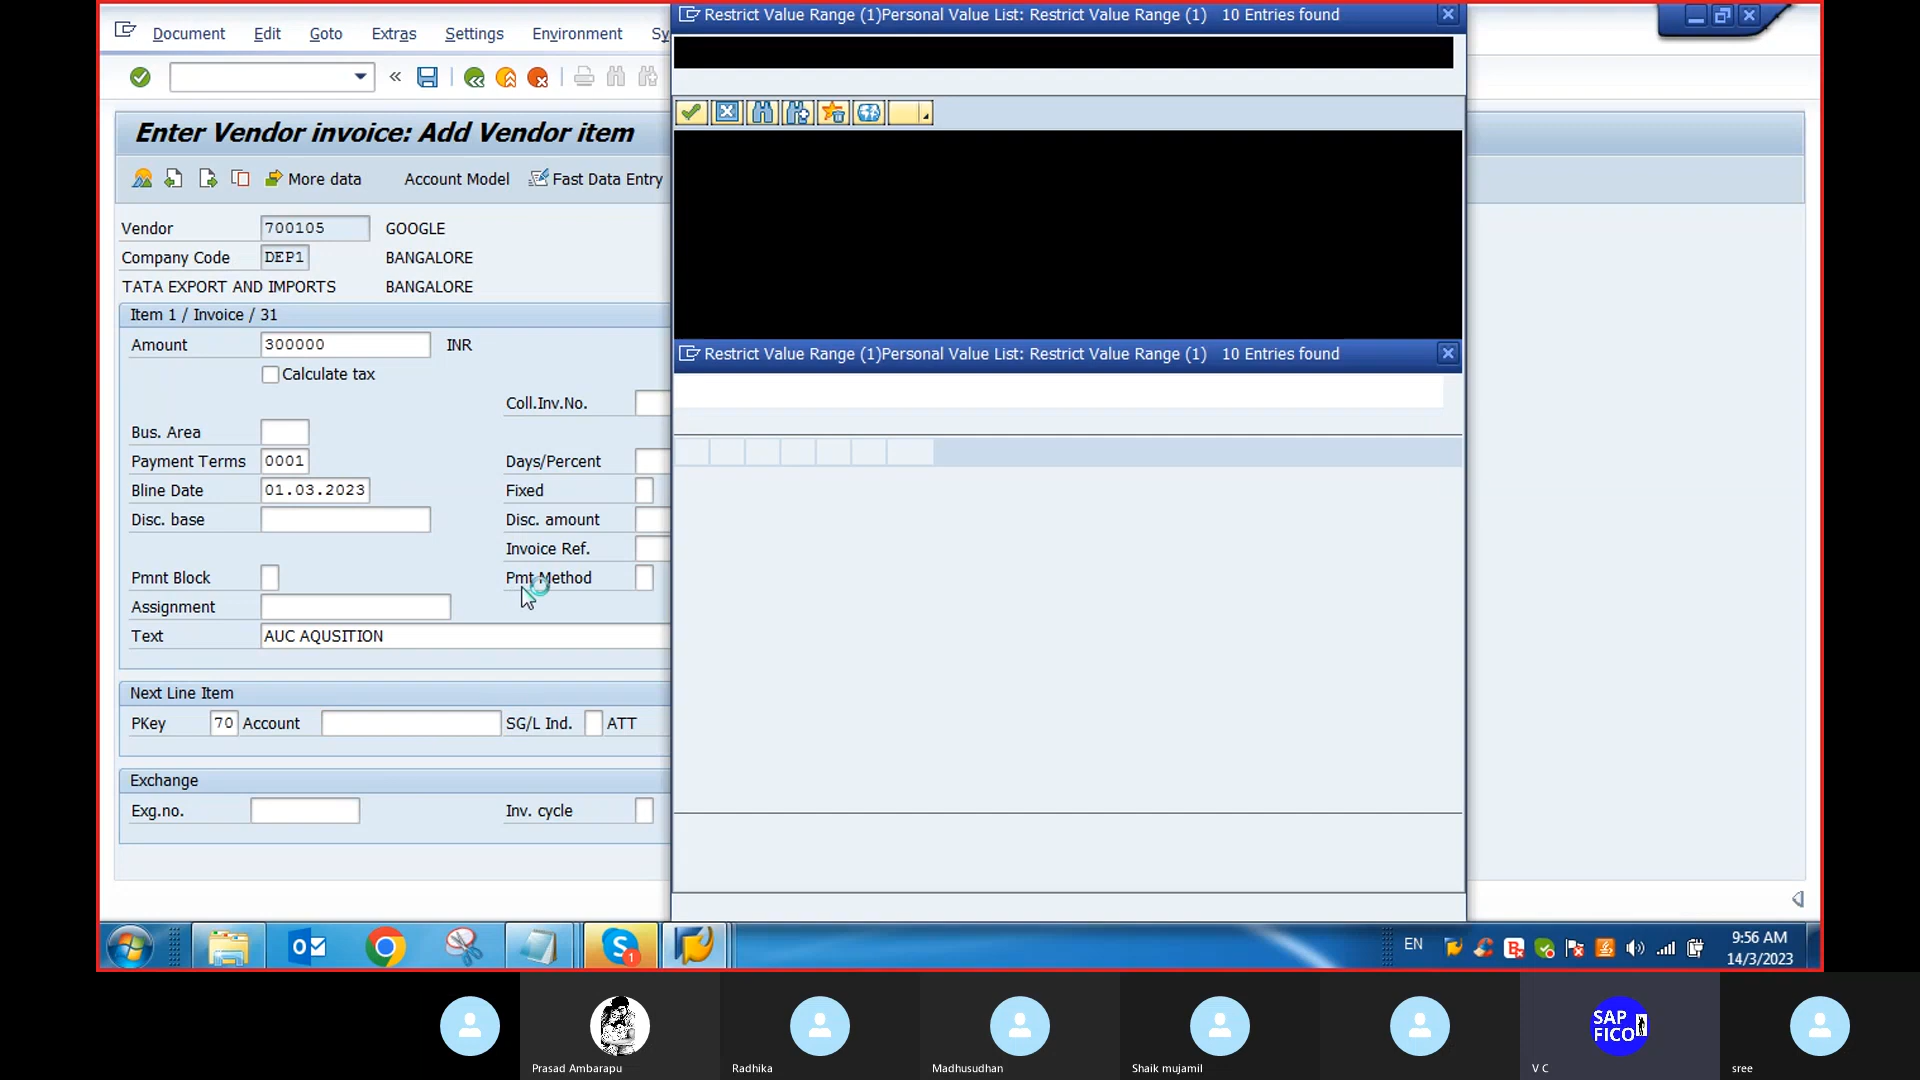 Document Edit Goto Extras Settings Environment Sy
Restrict Value Range (1)Personal Value List: Restrict Value Range (1) 10 Entries found
Enter Vendor invoice: Add Vendor item
More data Account Model Fast Data Entry
Vendor 700105 GOOGLE
Company Code DEP1 BANGALORE
TATA EXPORT AND IMPORTS BANGALORE
Item 1 / Invoice / 31
Amount 300000 INR
Calculate tax
Coll.Inv.No.
Bus. Area
Payment Terms 0001 Days/Percent
Bline Date 01.03.2023 Fixed
Disc. base Disc. amount
Invoice Ref.
Pmnt Block Pmt Method
Assignment
Text AUC AQUSITION
Next Line Item
PKey 70 Account SG/L Ind. ATT
Exchange
Exg.no. Inv. cycle
Restrict Value Range (1)Personal Value List: Restrict Value Range (1) 10 Entries found
1
EN
9:56 AM
14/3/2023
SAP
FICO
Prasad Ambarapu Radhika Madhusudhan Shaik mujamil V C sree